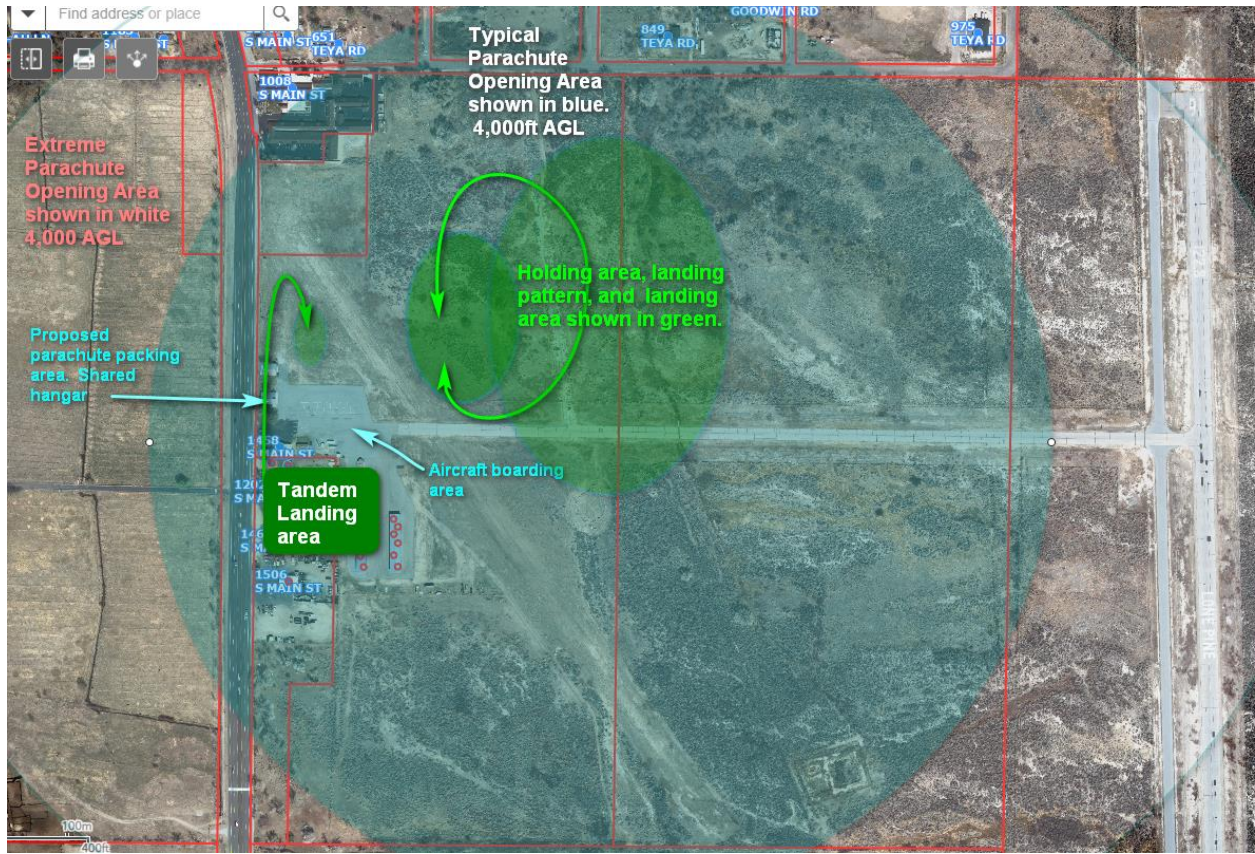 Find address or place
GOODWIN RD
S MAIN ST
651
TEYA RD
849
TEYA RD,
975
TEYA RD
1008
S MAIN ST
Typical
Parachute
Opening Area
shown in blue.
4,000ft AGL
Extreme
Parachute
Opening Area
shown in white
4,000 AGL
Holding area, landing
pattern, and landing
area shown in green.
Proposed
parachute packing
area. Shared
hangar
1458
S MAIN ST
Aircraft boarding
area
Tandem
Landing
area
1506
S MAIN ST
LONE PINE
100m
400ft